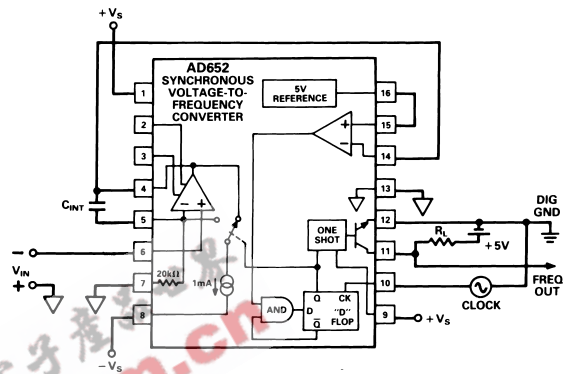 + Vs
AD652
SYNCHRONOUS
VOLTAGE-TO-
FREQUENCY
CONVERTER
5V
REFERENCE
1
2
3
4
5
6
7
8
16
15
14
13
12
11
10
9
+
−
−
+
CINT
−
VIN
+
20kΩ
1mA
− Vs
ONE
SHOT
AND
Q
CK
D
"D"
FLOP
Q
DIG
GND
RL
+ 5V
FREQ
OUT
CLOCK
+ Vs